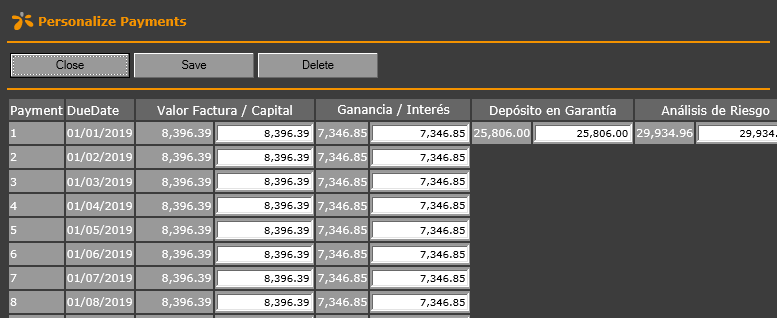 Personalize Payments
Close Save Delete
Payment DueDate Valor Factura / Capital Ganancia / Interés Depósito en Garantía Análisis de Riesgo
1 01/01/2019 8,396.39 8,396.39 7,346.85 7,346.85 25,806.00 25,806.00 29,934.96 29,934.
2 01/02/2019 8,396.39 8,396.39 7,346.85 7,346.85
3 01/03/2019 8,396.39 8,396.39 7,346.85 7,346.85
4 01/04/2019 8,396.39 8,396.39 7,346.85 7,346.85
5 01/05/2019 8,396.39 8,396.39 7,346.85 7,346.85
6 01/06/2019 8,396.39 8,396.39 7,346.85 7,346.85
7 01/07/2019 8,396.39 8,396.39 7,346.85 7,346.85
8 01/08/2019 8,396.39 8,396.39 7,346.85 7,346.85